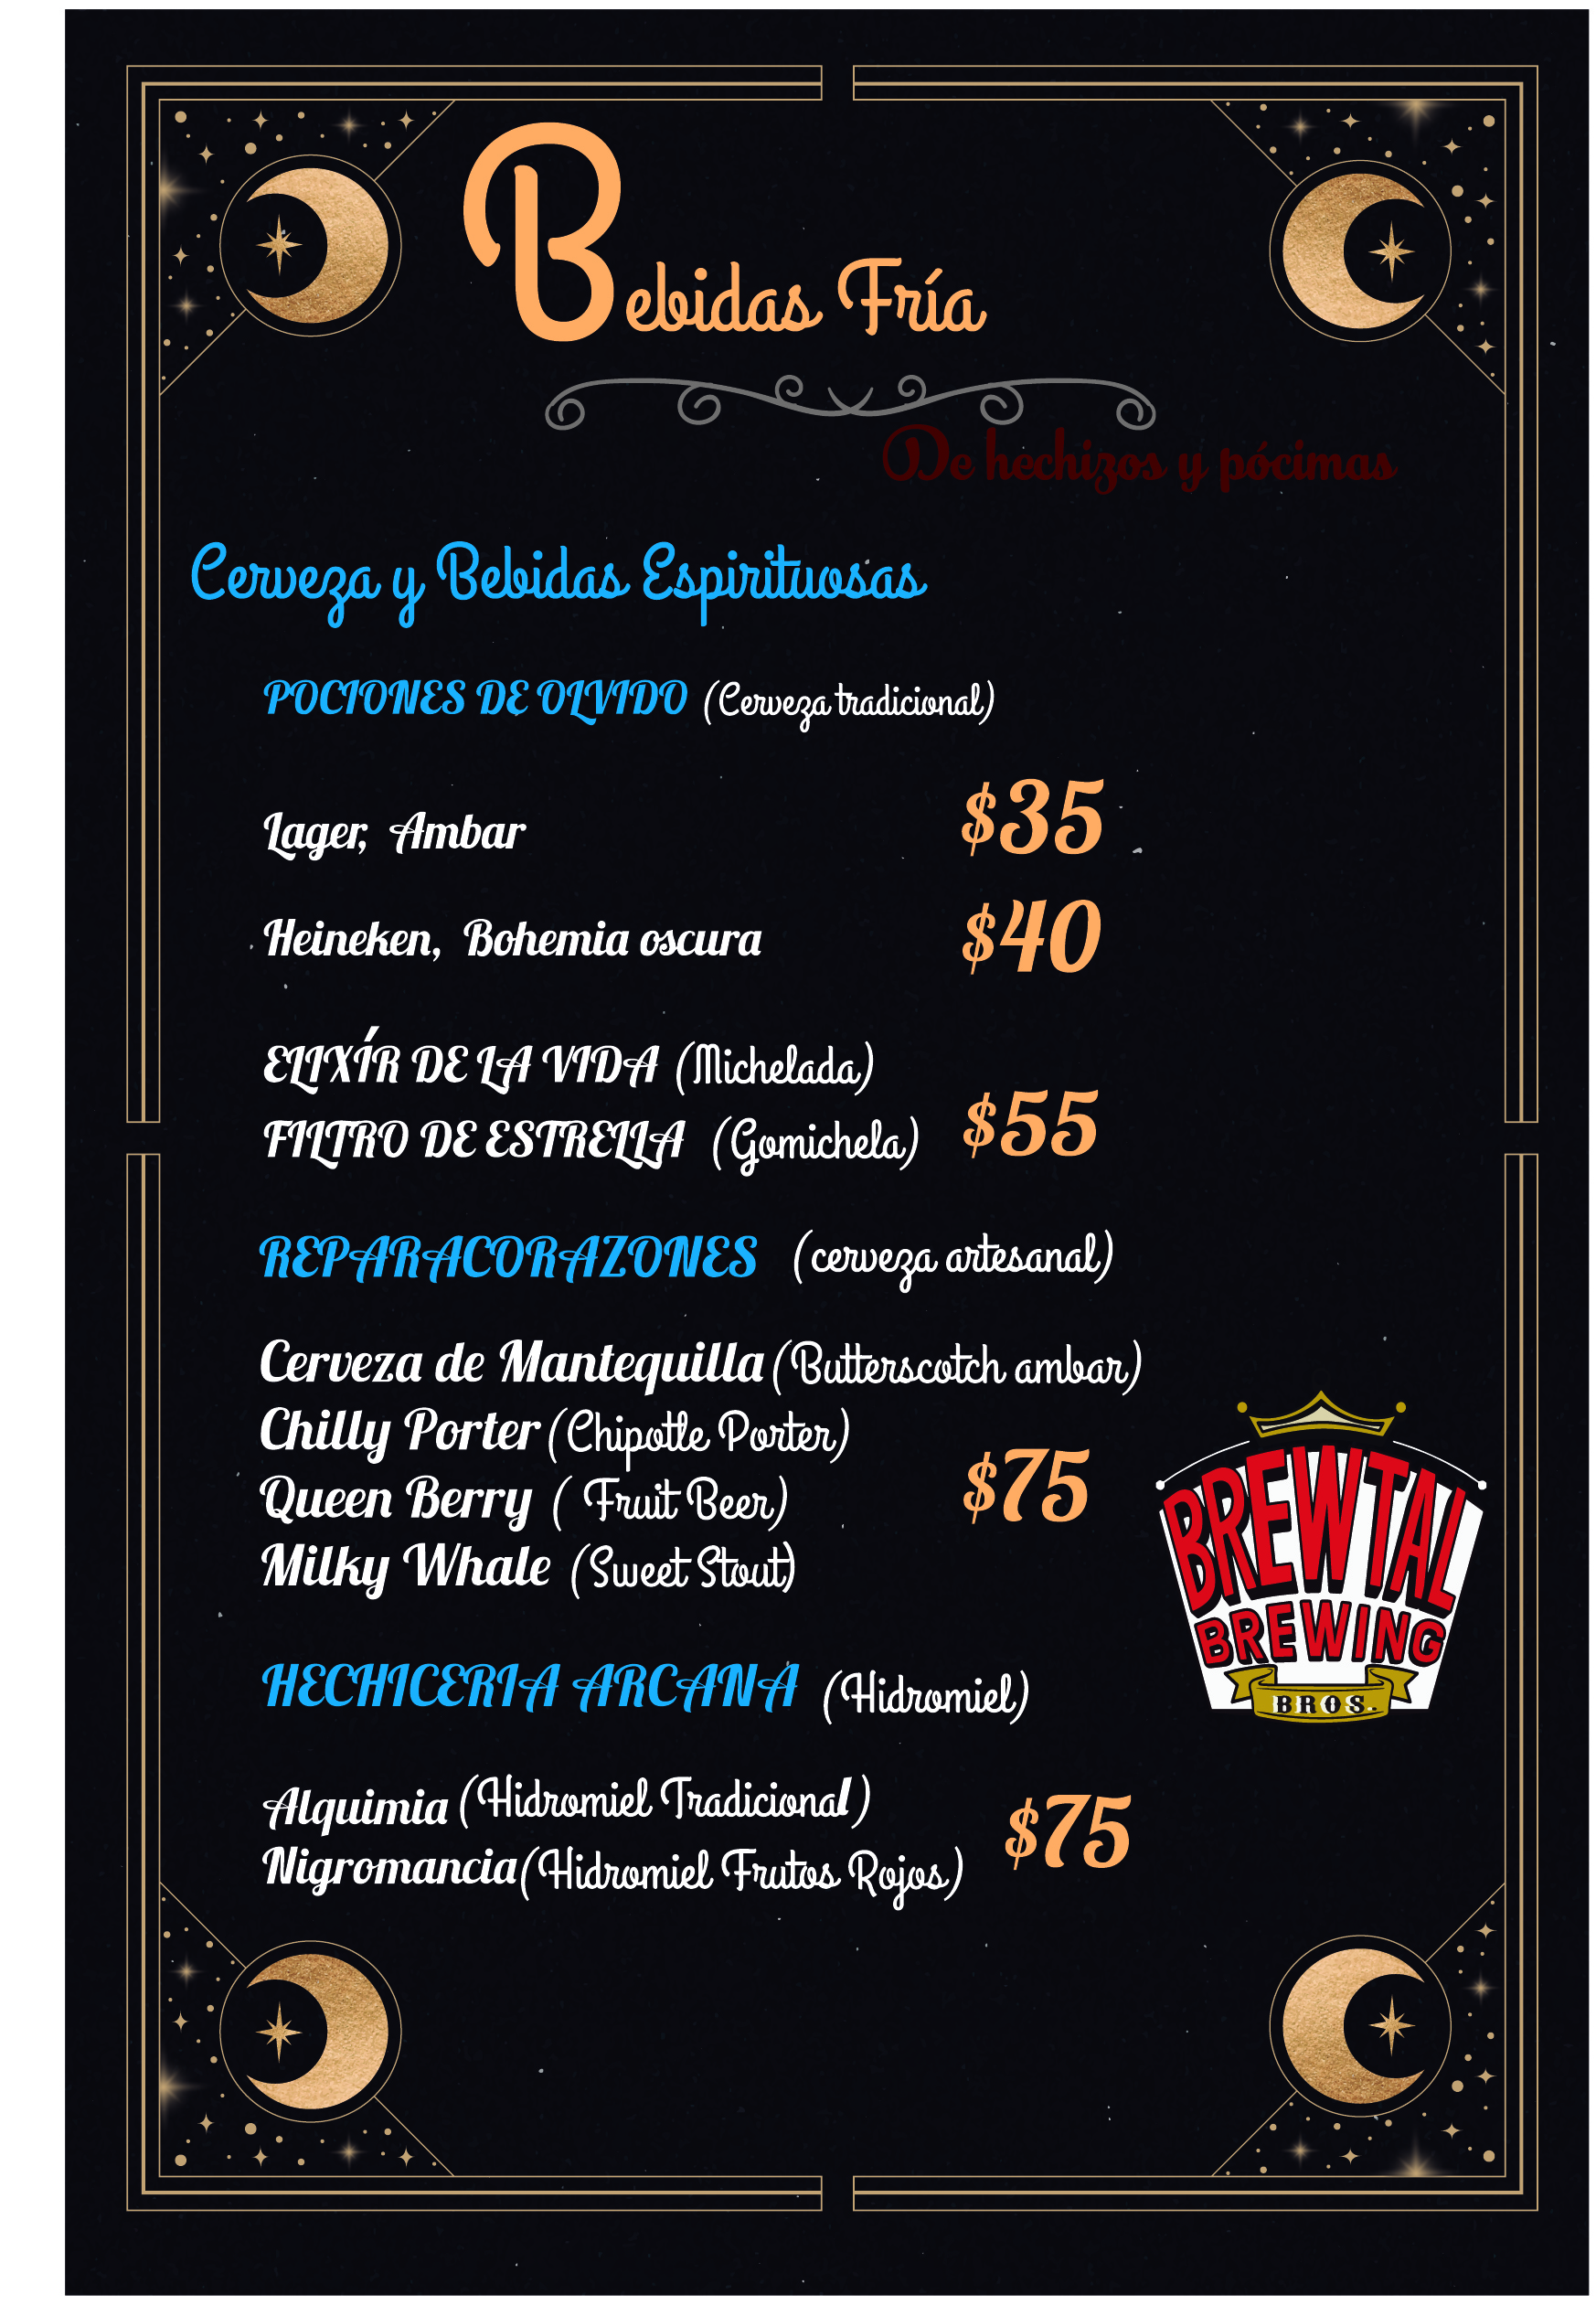 Bebidas Fría
De hechizos y pócimas
Cerveza y Bebidas Espirituosas
POCIONES DE OLVIDO (Cerveza tradicional)
Lager, Ambar $35
Heineken, Bohemia oscura $40
ELIXÍR DE LA VIDA (Michelada)
FILTRO DE ESTRELLA (Gomichela) $55
REPARACORAZONES (cerveza artesanal)
Cerveza de Mantequilla (Butterscotch ambar)
Chilly Porter (Chipotle Porter)
Queen Berry ( Fruit Beer) $75
Milky Whale (Sweet Stout)
BREWTAL
BREWING
BROS.
HECHICERIA ARCANA (Hidromiel)
Alquimia (Hidromiel Tradicional )
Nigromancia (Hidromiel Frutos Rojos) $75